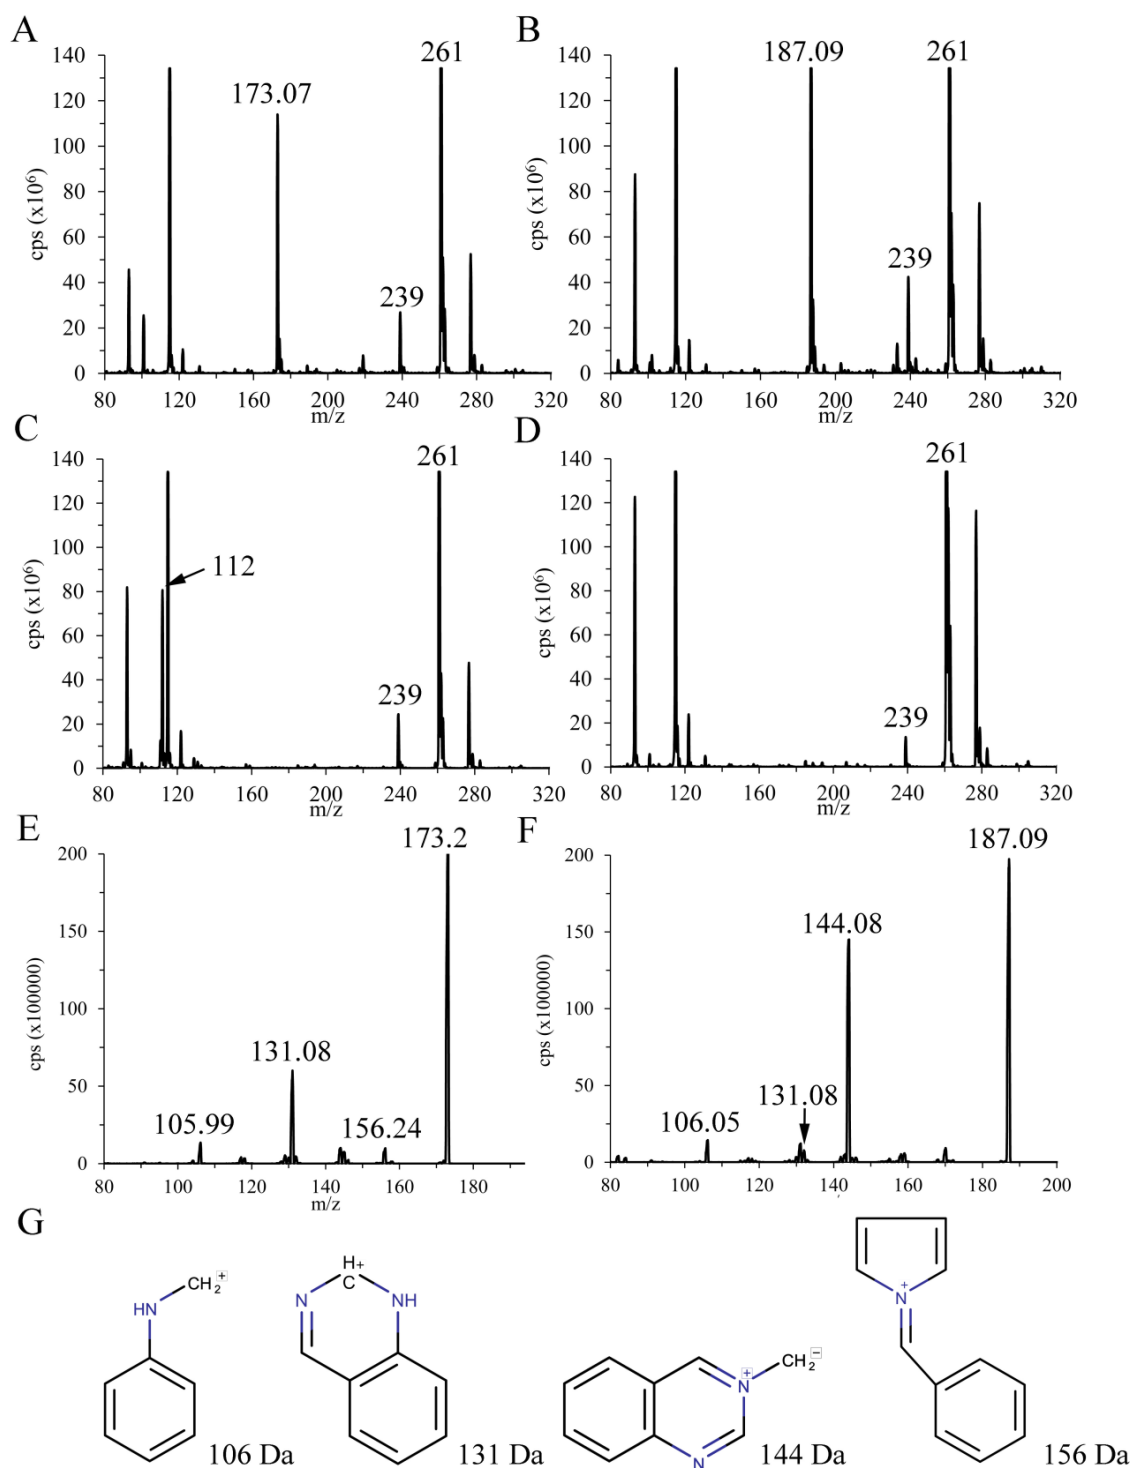 A
140
120
100
80
60
40
20
0
cps (x10⁶)
173.07
261
239
80 120 160 200 240 280 320
m/z
B
140
120
100
80
60
40
20
0
cps (x10⁶)
187.09
261
239
80 120 160 200 240 280 320
m/z
C
140
120
100
80
60
40
20
0
cps (x10⁶)
112
261
239
80 120 160 200 240 280 320
m/z
D
140
120
100
80
60
40
20
0
cps (x10⁶)
261
239
80 120 160 200 240 280 320
m/z
E
200
150
100
50
0
cps (x100000)
173.2
131.08
105.99
156.24
80 100 120 140 160 180
m/z
F
200
150
100
50
0
cps (x100000)
187.09
144.08
131.08
106.05
80 100 120 140 160 180 200
G
HN
CH₂ +
106 Da
H+
C
N
NH
131 Da
N +
CH₂ −
N
144 Da
+
N
156 Da